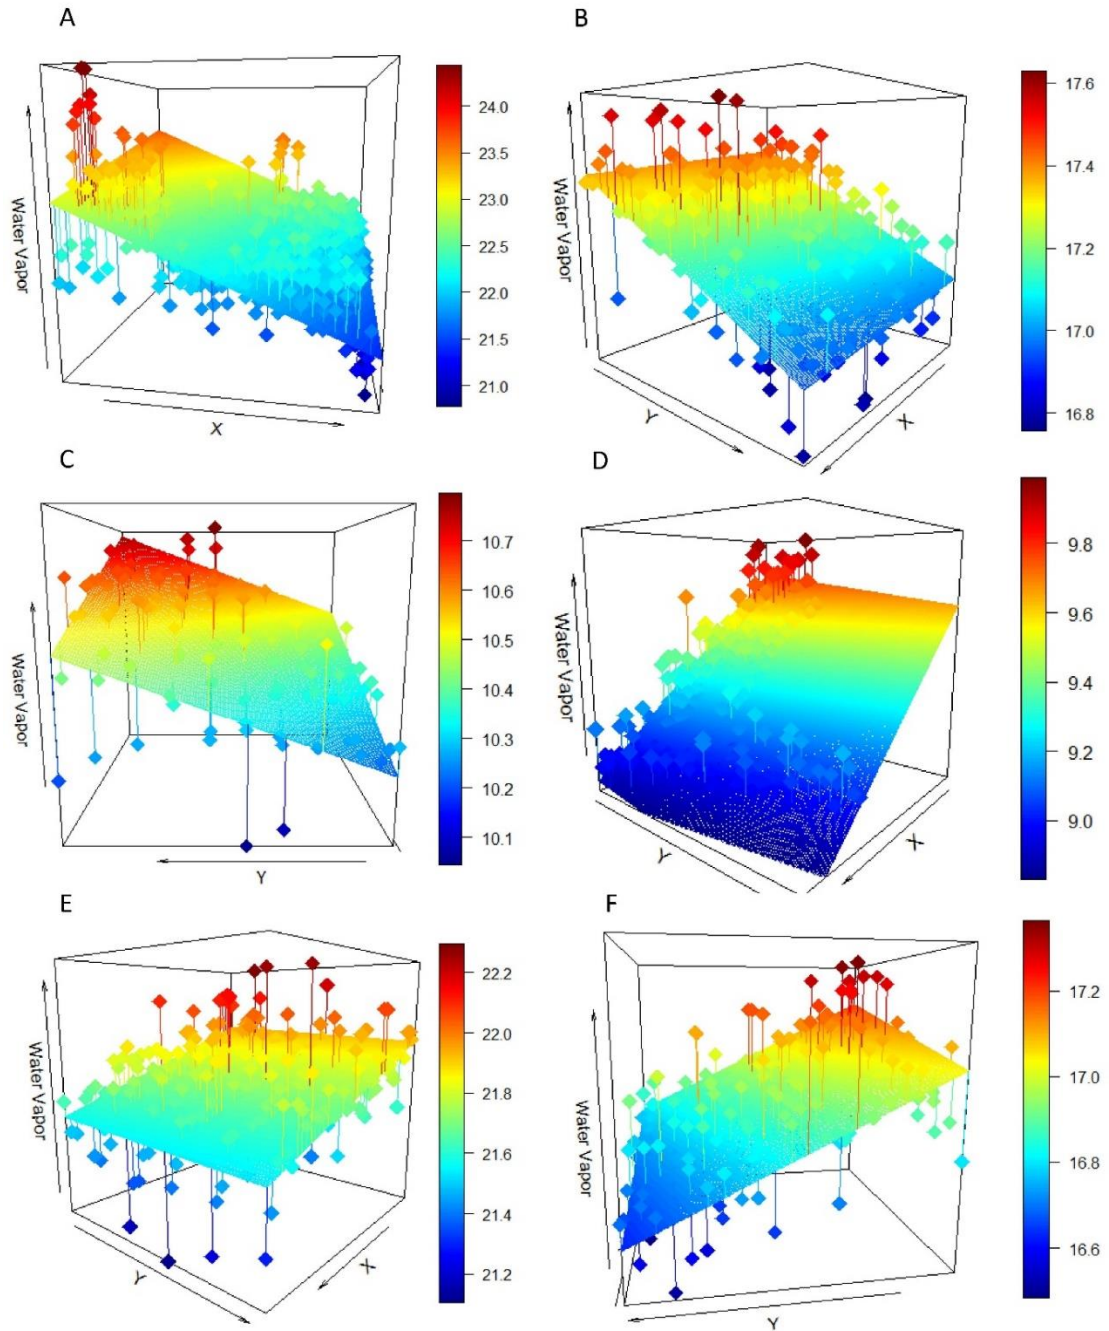 A
Water Vapor
X
24.0
23.5
23.0
22.5
22.0
21.5
21.0
B
Water Vapor
Y
X
17.6
17.4
17.2
17.0
16.8
C
Water Vapor
Y
10.7
10.6
10.5
10.4
10.3
10.2
10.1
D
Water Vapor
Y
X
9.8
9.6
9.4
9.2
9.0
E
Water Vapor
Y
X
22.2
22.0
21.8
21.6
21.4
21.2
F
Water Vapor
Y
17.2
17.0
16.8
16.6